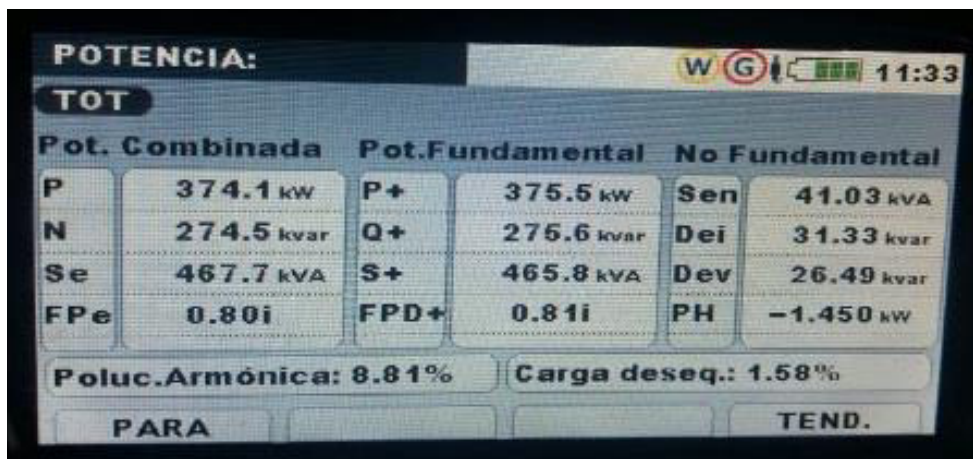 POTENCIA:
W G 11:33
TOT
Pot. Combinada Pot.Fundamental No Fundamental
P 374.1 kW P+ 375.5 kW Sen 41.03 kVA
N 274.5 kvar Q+ 275.6 kvar Dei 31.33 kvar
Se 467.7 kVA S+ 465.8 kVA Dev 26.49 kvar
FPe 0.80i FPD+ 0.81i PH -1.450 kW
Poluc.Armónica: 8.81% Carga deseq.: 1.58%
PARA TEND.